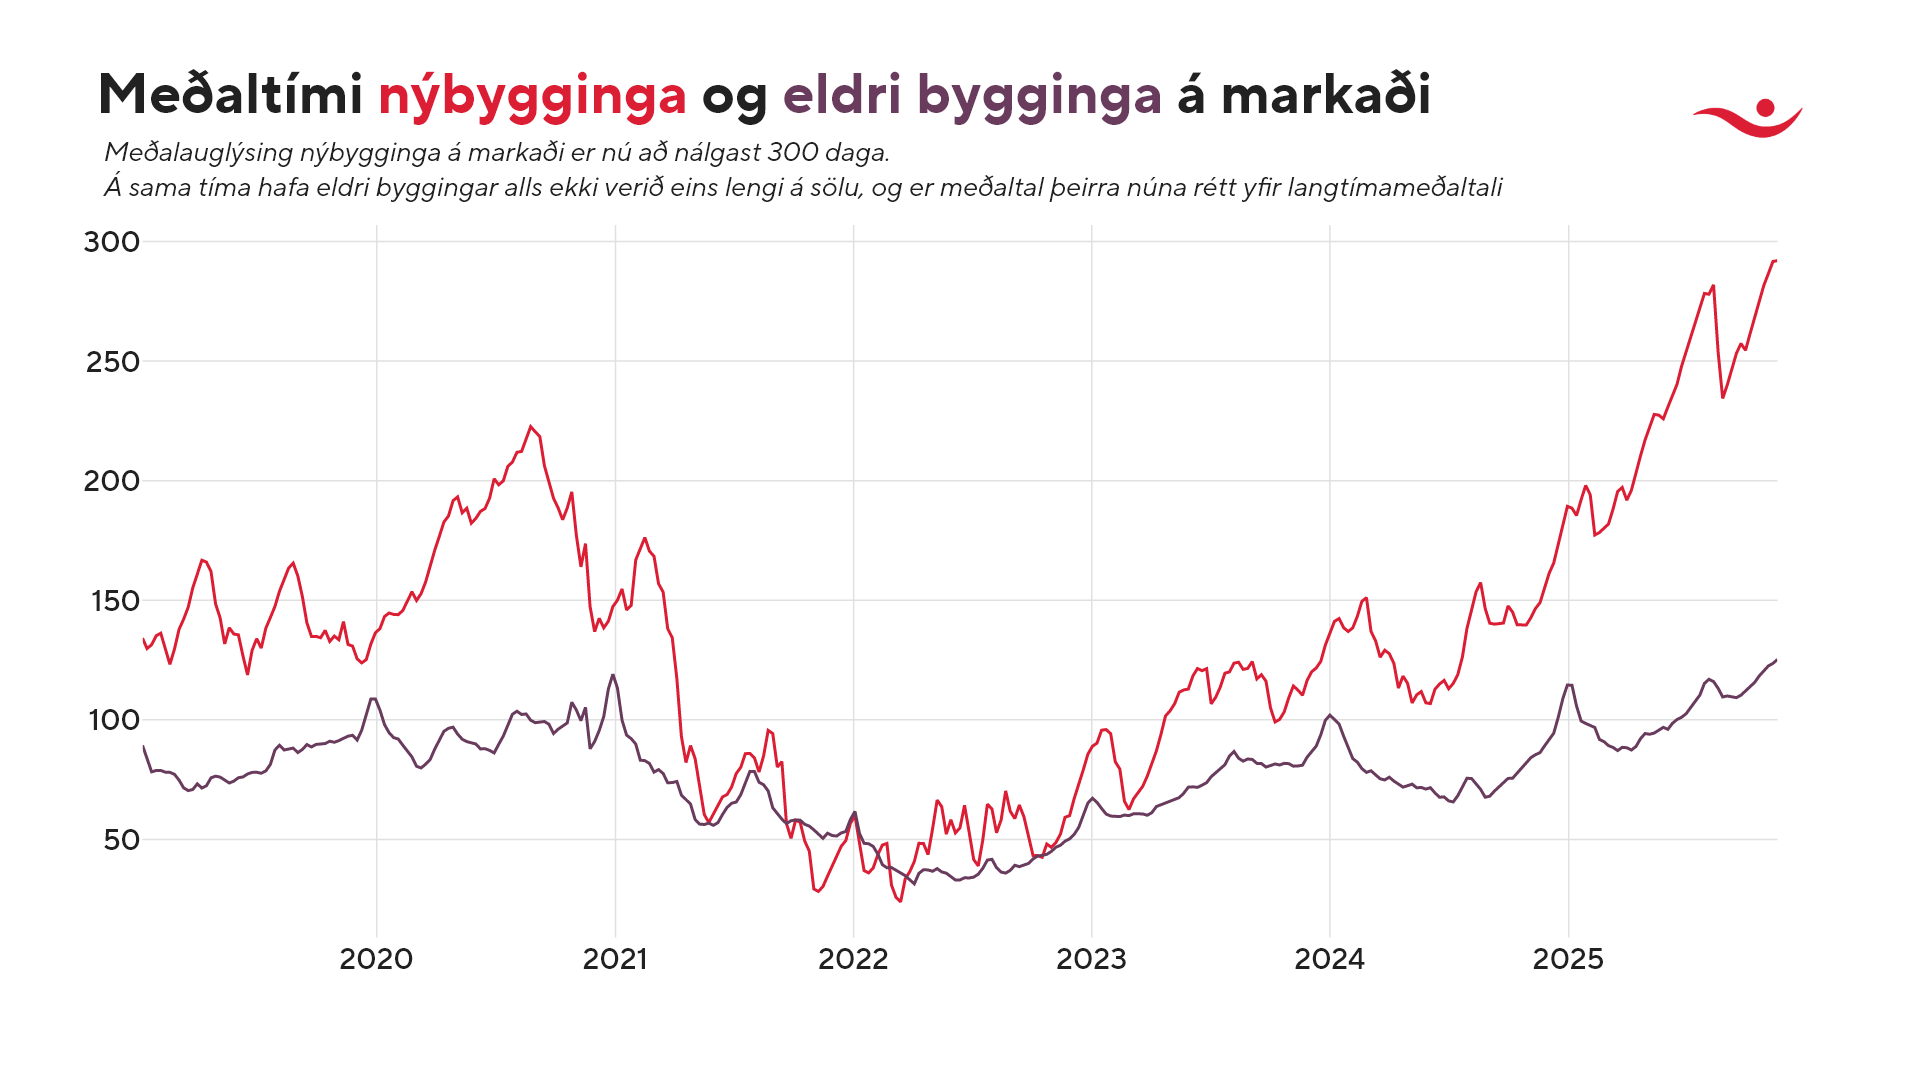 Meðaltími nýbygginga og eldri bygginga á markaði
Meðalauglýsing nýbygginga á markaði er nú að nálgast 300 daga.
Á sama tíma hafa eldri byggingar alls ekki verið eins lengi á sölu, og er meðaltal þeirra núna rétt yfir langtímameðaltali
300
250
200
150
100
50
2020 2021 2022 2023 2024 2025